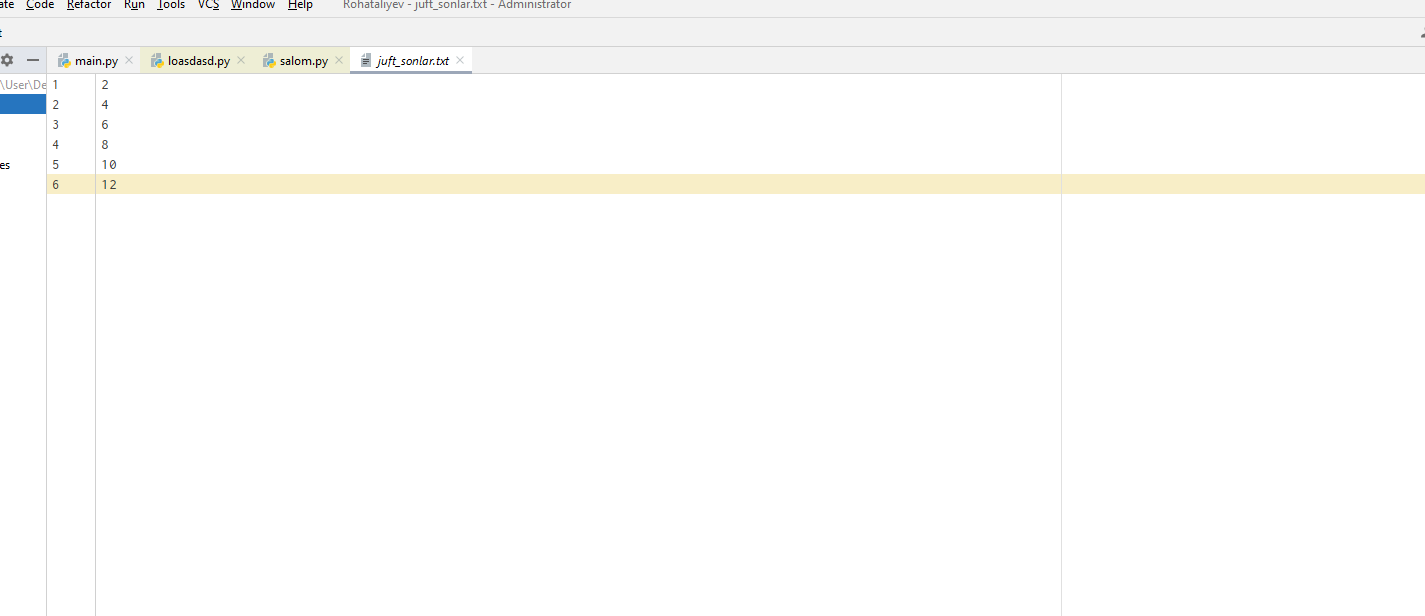 ate Code Refactor Run Tools VCS Window Help Rohataliyev - juft_sonlar.txt - Administrator
t
main.py loasdasd.py salom.py juft_sonlar.txt
\User\De
es
1 2
2 4
3 6
4 8
5 10
6 12